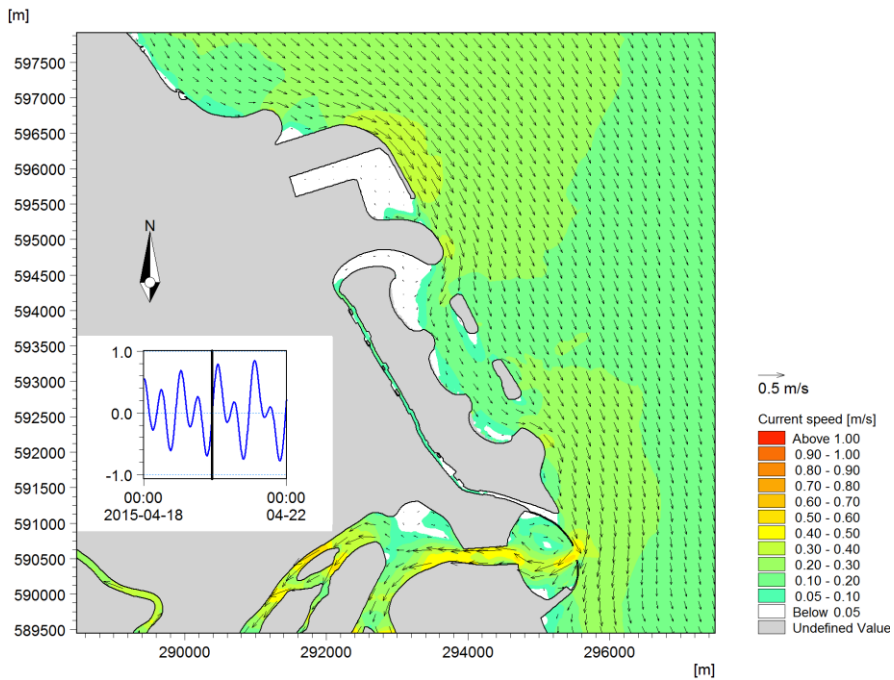 [m]
597500
597000
596500
596000
595500
595000
594500
594000
593500
593000
592500
592000
591500
591000
590500
590000
589500
290000 292000 294000 296000
[m]
N
1.0
0.0
-1.0
00:00 00:00
2015-04-18 04-22
0.5 m/s
Current speed [m/s]
Above 1.00
0.90 - 1.00
0.80 - 0.90
0.70 - 0.80
0.60 - 0.70
0.50 - 0.60
0.40 - 0.50
0.30 - 0.40
0.20 - 0.30
0.10 - 0.20
0.05 - 0.10
Below 0.05
Undefined Value